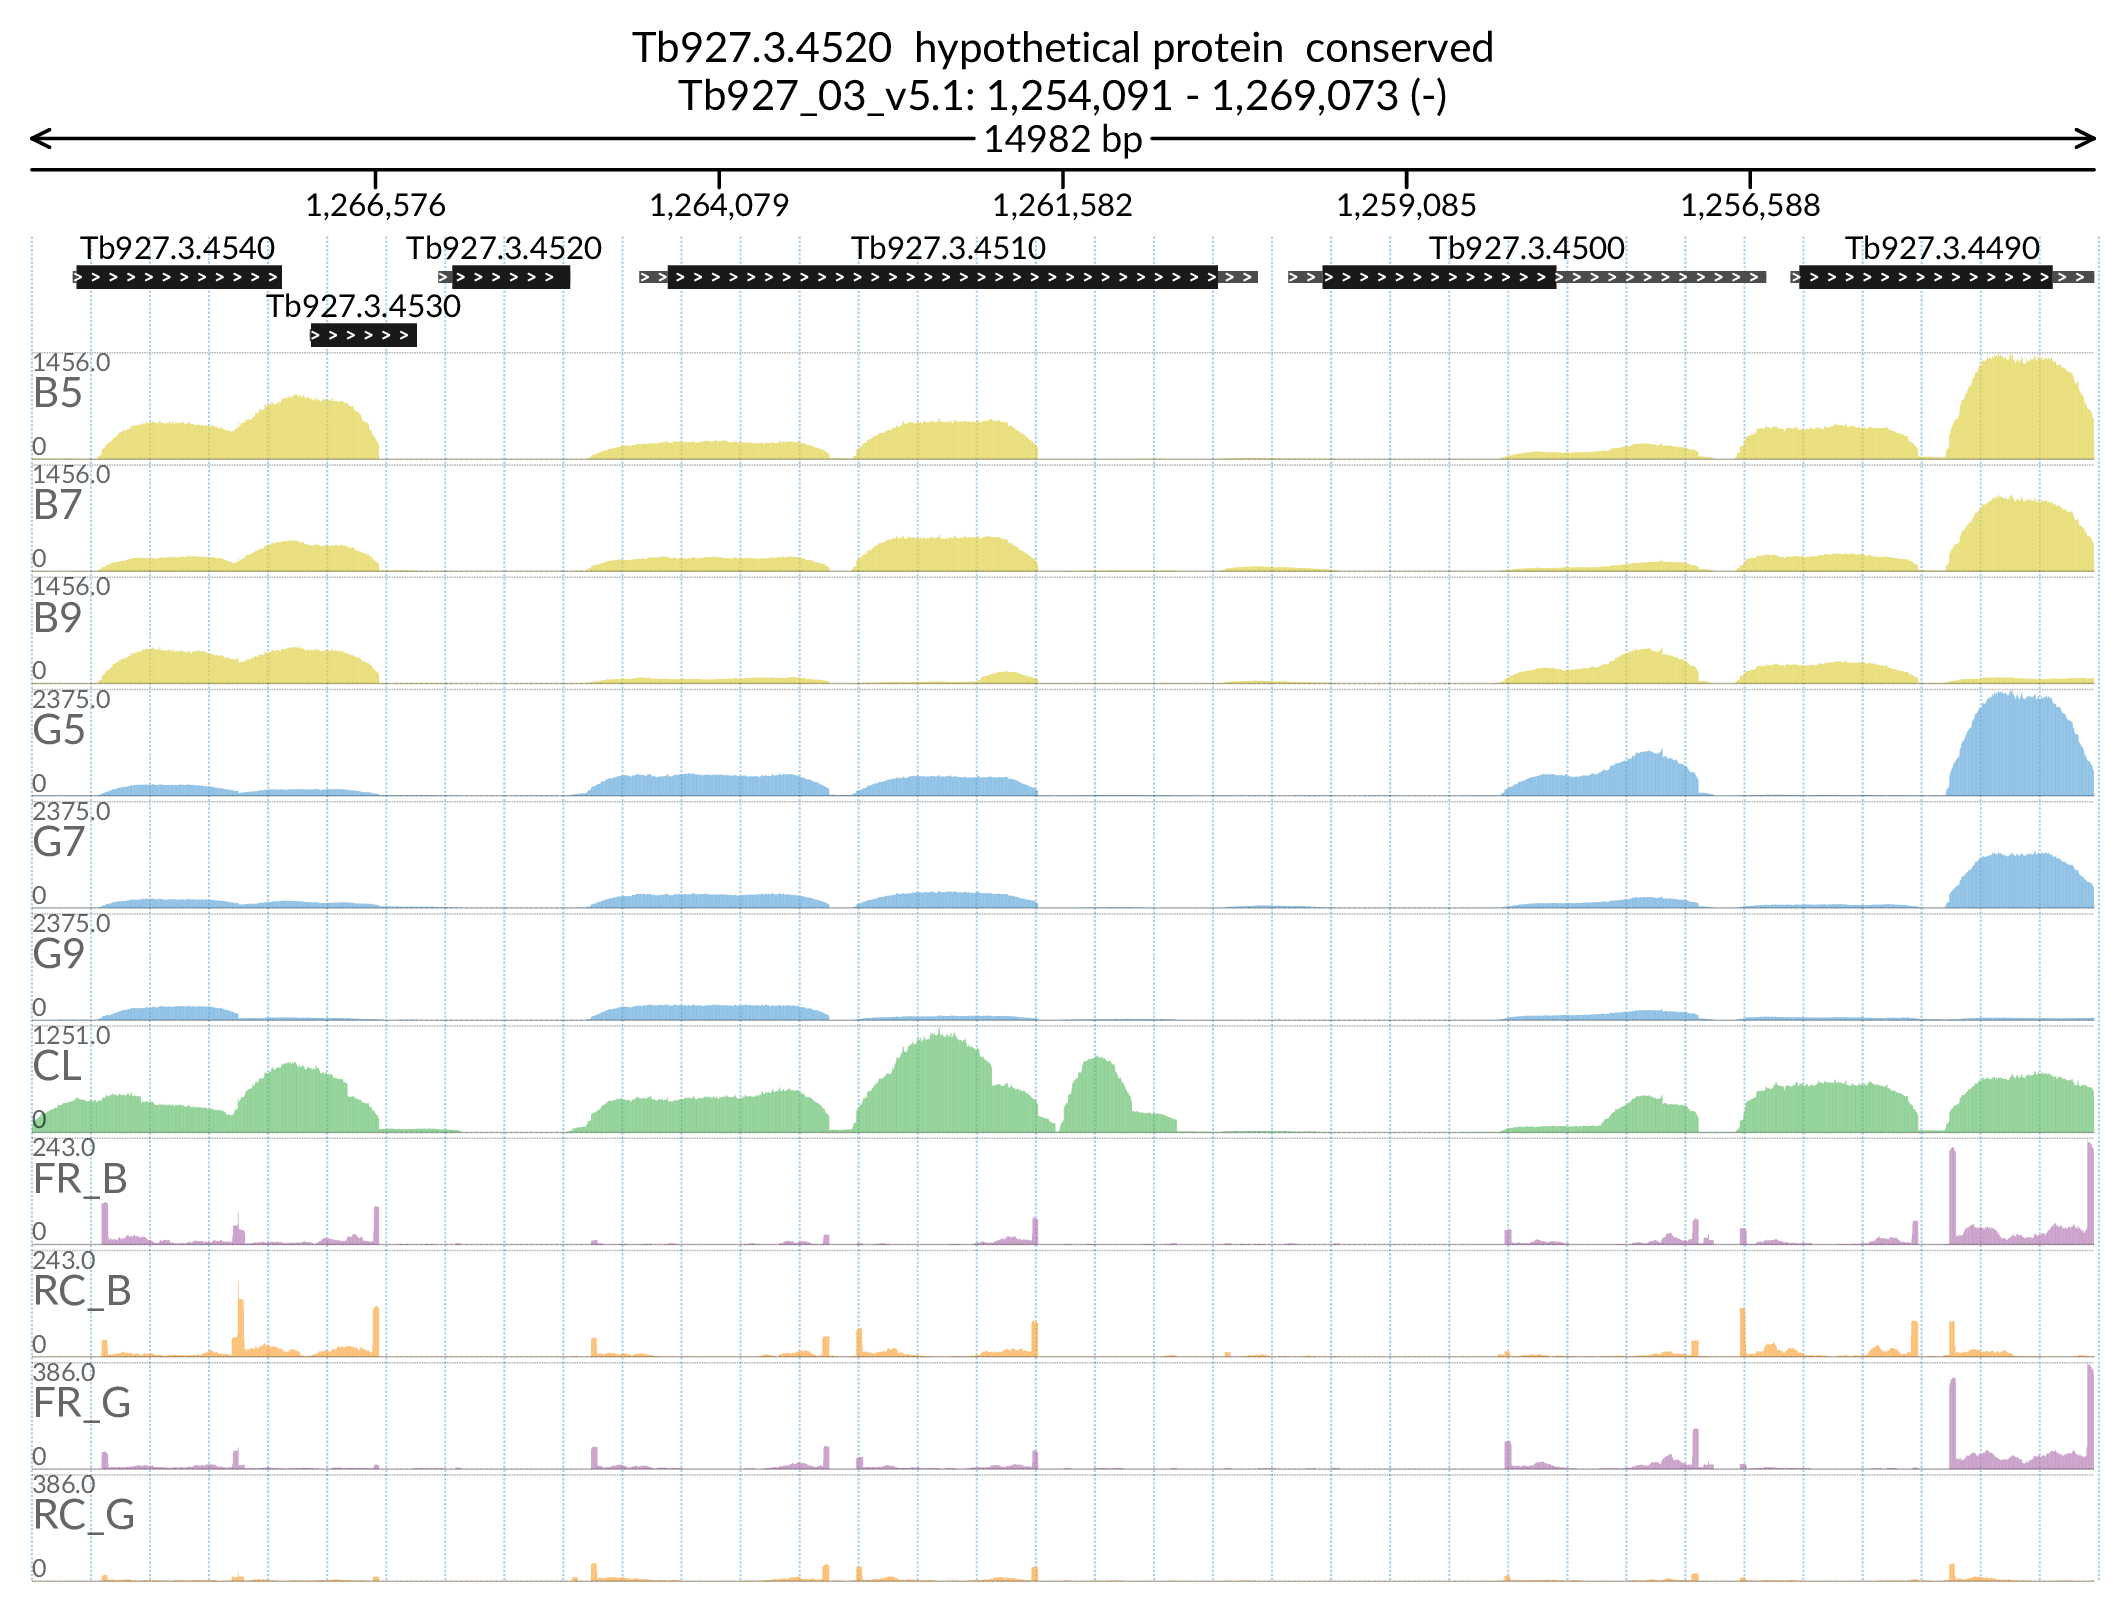 Tb927.3.4520  hypothetical protein  conserved
Tb927_03_v5.1: 1,254,091 - 1,269,073 (-)
14982 bp
1,266,576 1,264,079 1,261,582 1,259,085 1,256,588
Tb927.3.4540 Tb927.3.4520 Tb927.3.4510 Tb927.3.4500 Tb927.3.4490
Tb927.3.4530
1456.0
B5
0
1456.0
B7
0
1456.0
B9
0
2375.0
G5
0
2375.0
G7
0
2375.0
G9
0
1251.0
CL
0
243.0
FR_B
0
243.0
RC_B
0
386.0
FR_G
0
386.0
RC_G
0